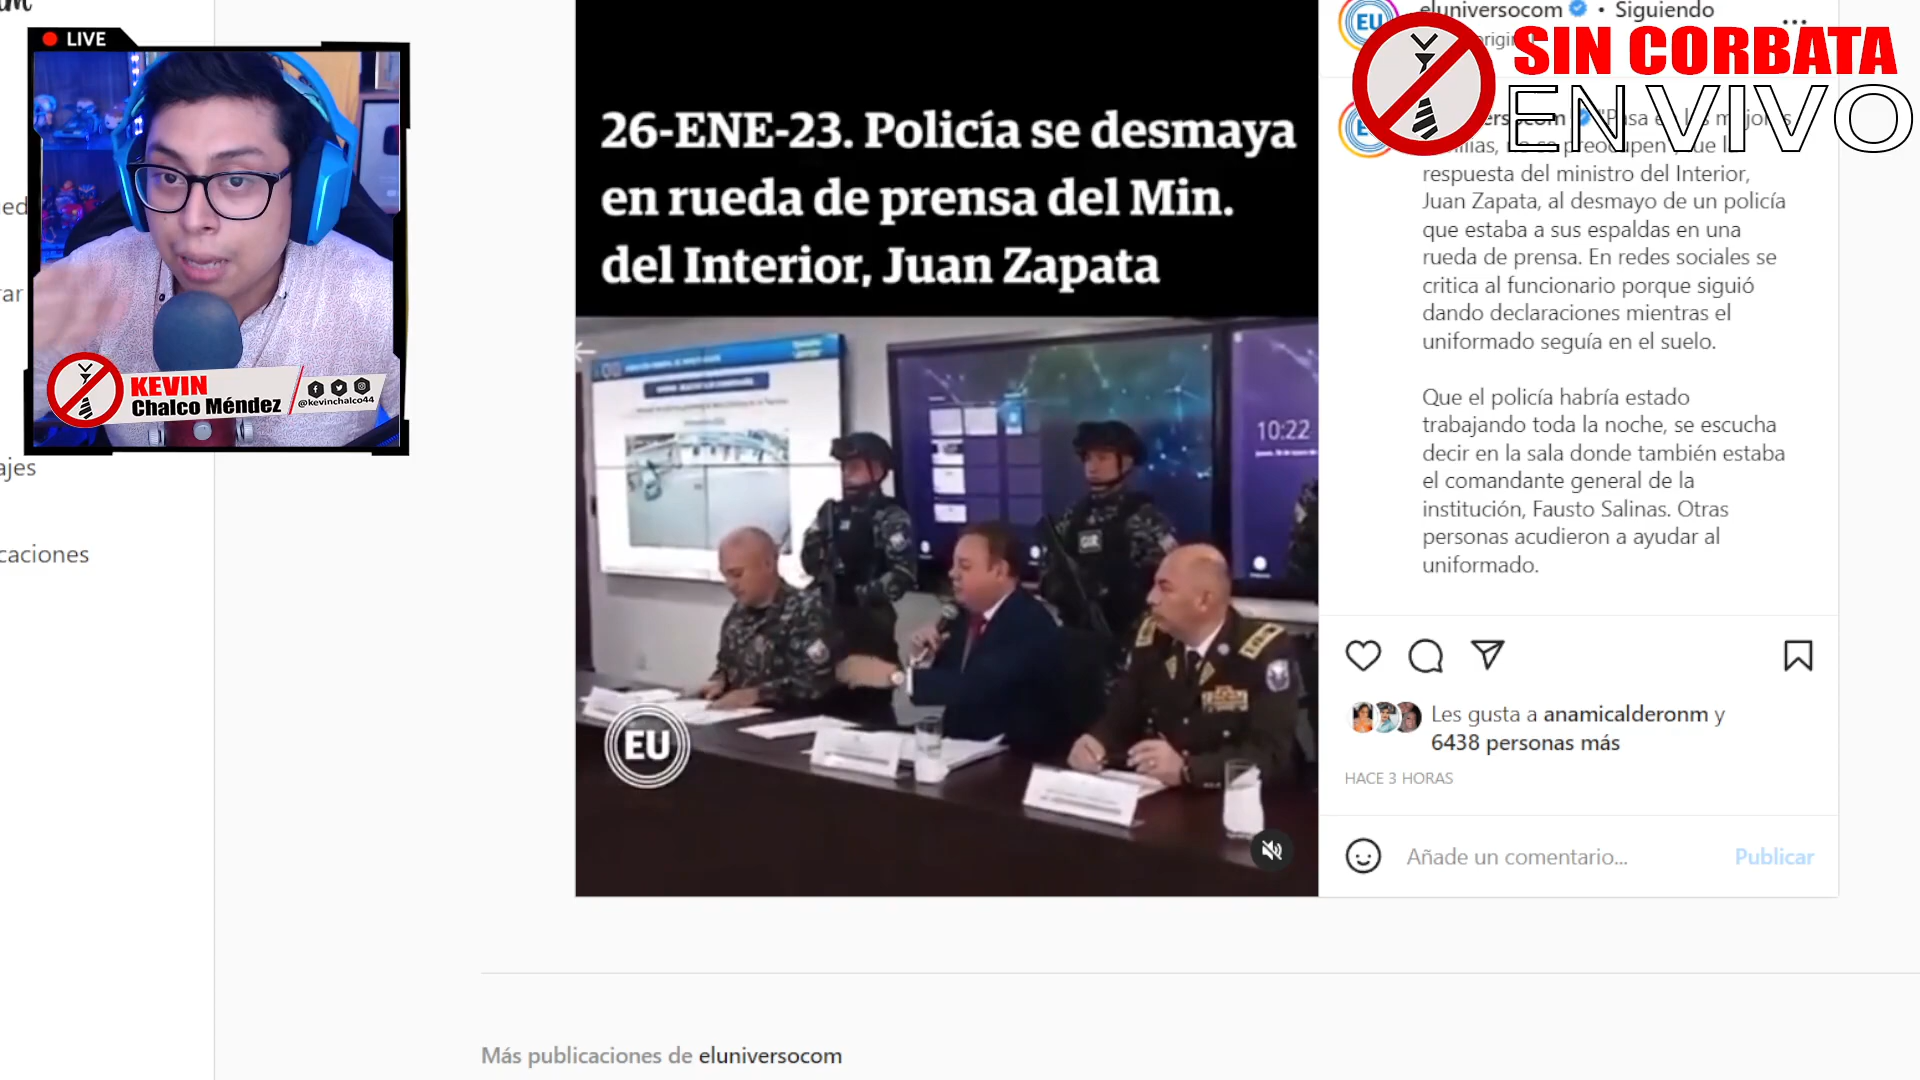 LIVE
KEVIN
Chalco Méndez
@kevinchalco44
ajes
caciones
26-ENE-23. Policía se desmaya
en rueda de prensa del Min.
del Interior, Juan Zapata
10:22
GIR
EU
eluniversocom • Siguiendo
EU
SIN CORBATA
EN VIVO
respuesta del ministro del Interior,
Juan Zapata, al desmayo de un policía
que estaba a sus espaldas en una
rueda de prensa. En redes sociales se
critica al funcionario porque siguió
dando declaraciones mientras el
uniformado seguía en el suelo.
Que el policía habría estado
trabajando toda la noche, se escucha
decir en la sala donde también estaba
el comandante general de la
institución, Fausto Salinas. Otras
personas acudieron a ayudar al
uniformado.
Les gusta a anamicalderonm y
6438 personas más
HACE 3 HORAS
Añade un comentario...
Publicar
Más publicaciones de eluniversocom